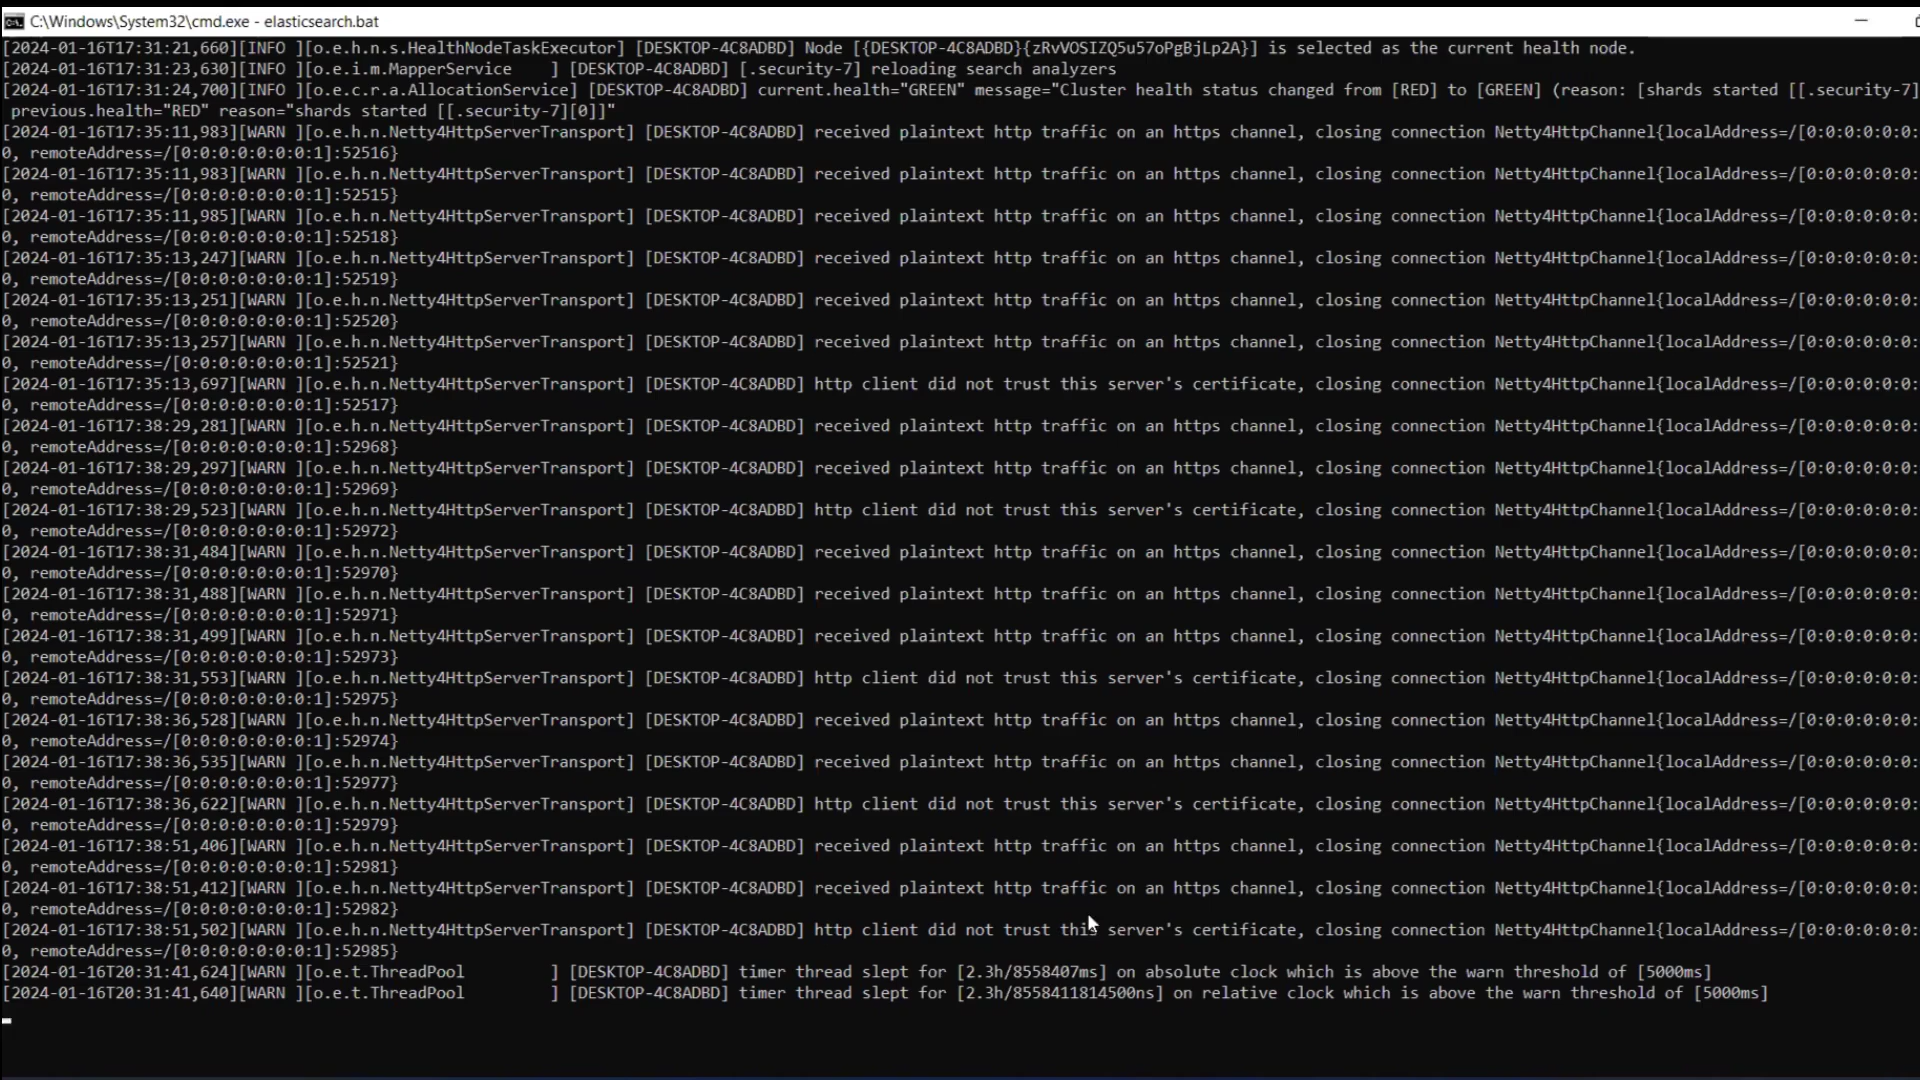 C:\Windows\System32\cmd.exe - elasticsearch.bat
[2024-01-16T17:31:21,660][INFO ][o.e.h.n.s.HealthNodeTaskExecutor] [DESKTOP-4C8ADBD] Node [{DESKTOP-4C8ADBD}{zRvVOSIZQ5u57oPgBjLp2A}] is selected as the current health node.
[2024-01-16T17:31:23,630][INFO ][o.e.i.m.MapperService    ] [DESKTOP-4C8ADBD] [.security-7] reloading search analyzers
[2024-01-16T17:31:24,700][INFO ][o.e.c.r.a.AllocationService] [DESKTOP-4C8ADBD] current.health="GREEN" message="Cluster health status changed from [RED] to [GREEN] (reason: [shards started [[.security-7]
previous.health="RED" reason="shards started [[.security-7][0]]"
[2024-01-16T17:35:11,983][WARN ][o.e.h.n.Netty4HttpServerTransport] [DESKTOP-4C8ADBD] received plaintext http traffic on an https channel, closing connection Netty4HttpChannel{localAddress=/[0:0:0:0:0:
0, remoteAddress=/[0:0:0:0:0:0:0:1]:52516}
[2024-01-16T17:35:11,983][WARN ][o.e.h.n.Netty4HttpServerTransport] [DESKTOP-4C8ADBD] received plaintext http traffic on an https channel, closing connection Netty4HttpChannel{localAddress=/[0:0:0:0:0:
0, remoteAddress=/[0:0:0:0:0:0:0:1]:52515}
[2024-01-16T17:35:11,985][WARN ][o.e.h.n.Netty4HttpServerTransport] [DESKTOP-4C8ADBD] received plaintext http traffic on an https channel, closing connection Netty4HttpChannel{localAddress=/[0:0:0:0:0:
0, remoteAddress=/[0:0:0:0:0:0:0:1]:52518}
[2024-01-16T17:35:13,247][WARN ][o.e.h.n.Netty4HttpServerTransport] [DESKTOP-4C8ADBD] received plaintext http traffic on an https channel, closing connection Netty4HttpChannel{localAddress=/[0:0:0:0:0:
0, remoteAddress=/[0:0:0:0:0:0:0:1]:52519}
[2024-01-16T17:35:13,251][WARN ][o.e.h.n.Netty4HttpServerTransport] [DESKTOP-4C8ADBD] received plaintext http traffic on an https channel, closing connection Netty4HttpChannel{localAddress=/[0:0:0:0:0:
0, remoteAddress=/[0:0:0:0:0:0:0:1]:52520}
[2024-01-16T17:35:13,257][WARN ][o.e.h.n.Netty4HttpServerTransport] [DESKTOP-4C8ADBD] received plaintext http traffic on an https channel, closing connection Netty4HttpChannel{localAddress=/[0:0:0:0:0:
0, remoteAddress=/[0:0:0:0:0:0:0:1]:52521}
[2024-01-16T17:35:13,697][WARN ][o.e.h.n.Netty4HttpServerTransport] [DESKTOP-4C8ADBD] http client did not trust this server's certificate, closing connection Netty4HttpChannel{localAddress=/[0:0:0:0:0:
0, remoteAddress=/[0:0:0:0:0:0:0:1]:52517}
[2024-01-16T17:38:29,281][WARN ][o.e.h.n.Netty4HttpServerTransport] [DESKTOP-4C8ADBD] received plaintext http traffic on an https channel, closing connection Netty4HttpChannel{localAddress=/[0:0:0:0:0:
0, remoteAddress=/[0:0:0:0:0:0:0:1]:52968}
[2024-01-16T17:38:29,297][WARN ][o.e.h.n.Netty4HttpServerTransport] [DESKTOP-4C8ADBD] received plaintext http traffic on an https channel, closing connection Netty4HttpChannel{localAddress=/[0:0:0:0:0:
0, remoteAddress=/[0:0:0:0:0:0:0:1]:52969}
[2024-01-16T17:38:29,523][WARN ][o.e.h.n.Netty4HttpServerTransport] [DESKTOP-4C8ADBD] http client did not trust this server's certificate, closing connection Netty4HttpChannel{localAddress=/[0:0:0:0:0:
0, remoteAddress=/[0:0:0:0:0:0:0:1]:52972}
[2024-01-16T17:38:31,484][WARN ][o.e.h.n.Netty4HttpServerTransport] [DESKTOP-4C8ADBD] received plaintext http traffic on an https channel, closing connection Netty4HttpChannel{localAddress=/[0:0:0:0:0:
0, remoteAddress=/[0:0:0:0:0:0:0:1]:52970}
[2024-01-16T17:38:31,488][WARN ][o.e.h.n.Netty4HttpServerTransport] [DESKTOP-4C8ADBD] received plaintext http traffic on an https channel, closing connection Netty4HttpChannel{localAddress=/[0:0:0:0:0:
0, remoteAddress=/[0:0:0:0:0:0:0:1]:52971}
[2024-01-16T17:38:31,499][WARN ][o.e.h.n.Netty4HttpServerTransport] [DESKTOP-4C8ADBD] received plaintext http traffic on an https channel, closing connection Netty4HttpChannel{localAddress=/[0:0:0:0:0:
0, remoteAddress=/[0:0:0:0:0:0:0:1]:52973}
[2024-01-16T17:38:31,553][WARN ][o.e.h.n.Netty4HttpServerTransport] [DESKTOP-4C8ADBD] http client did not trust this server's certificate, closing connection Netty4HttpChannel{localAddress=/[0:0:0:0:0:
0, remoteAddress=/[0:0:0:0:0:0:0:1]:52975}
[2024-01-16T17:38:36,528][WARN ][o.e.h.n.Netty4HttpServerTransport] [DESKTOP-4C8ADBD] received plaintext http traffic on an https channel, closing connection Netty4HttpChannel{localAddress=/[0:0:0:0:0:
0, remoteAddress=/[0:0:0:0:0:0:0:1]:52974}
[2024-01-16T17:38:36,535][WARN ][o.e.h.n.Netty4HttpServerTransport] [DESKTOP-4C8ADBD] received plaintext http traffic on an https channel, closing connection Netty4HttpChannel{localAddress=/[0:0:0:0:0:
0, remoteAddress=/[0:0:0:0:0:0:0:1]:52977}
[2024-01-16T17:38:36,622][WARN ][o.e.h.n.Netty4HttpServerTransport] [DESKTOP-4C8ADBD] http client did not trust this server's certificate, closing connection Netty4HttpChannel{localAddress=/[0:0:0:0:0:
0, remoteAddress=/[0:0:0:0:0:0:0:1]:52979}
[2024-01-16T17:38:51,406][WARN ][o.e.h.n.Netty4HttpServerTransport] [DESKTOP-4C8ADBD] received plaintext http traffic on an https channel, closing connection Netty4HttpChannel{localAddress=/[0:0:0:0:0:
0, remoteAddress=/[0:0:0:0:0:0:0:1]:52981}
[2024-01-16T17:38:51,412][WARN ][o.e.h.n.Netty4HttpServerTransport] [DESKTOP-4C8ADBD] received plaintext http traffic on an https channel, closing connection Netty4HttpChannel{localAddress=/[0:0:0:0:0:
0, remoteAddress=/[0:0:0:0:0:0:0:1]:52982}
[2024-01-16T17:38:51,502][WARN ][o.e.h.n.Netty4HttpServerTransport] [DESKTOP-4C8ADBD] http client did not trust this server's certificate, closing connection Netty4HttpChannel{localAddress=/[0:0:0:0:0:
0, remoteAddress=/[0:0:0:0:0:0:0:1]:52985}
[2024-01-16T20:31:41,624][WARN ][o.e.t.ThreadPool         ] [DESKTOP-4C8ADBD] timer thread slept for [2.3h/8558407ms] on absolute clock which is above the warn threshold of [5000ms]
[2024-01-16T20:31:41,640][WARN ][o.e.t.ThreadPool         ] [DESKTOP-4C8ADBD] timer thread slept for [2.3h/8558411814500ns] on relative clock which is above the warn threshold of [5000ms]